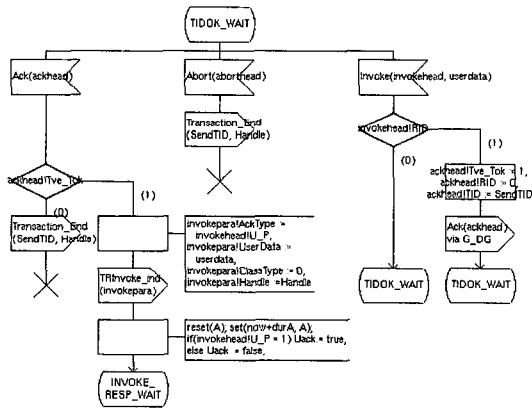 TIDOK_WAIT
Ack(ackhead)
Abort(aborthead)
Invoke(invokehead, userdata)
Transaction_End
(SendTID, Handle)
invokehead!RID
(0)
(1)
ackhead!Tve_Tok := 1,
ackhead!RID := 0,
ackhead!TID := SendTID
ackhead!Tve_Tok
(0)
(1)
Transaction_End
(SendTID, Handle)
invokepara!AckType :=
invokehead!U_P,
invokepara!UserData :=
userdata,
invokepara!ClassType := 0,
invokepara!Handle :=Handle
Ack(ackhead)
via G_DG
TRInvoke_ind
(invokepara)
TIDOK_WAIT
TIDOK_WAIT
reset(A); set(now+durA, A);
if(invokehead!U_P = 1) Uack = true,
else Uack = false,
INVOKE_
RESP_WAIT